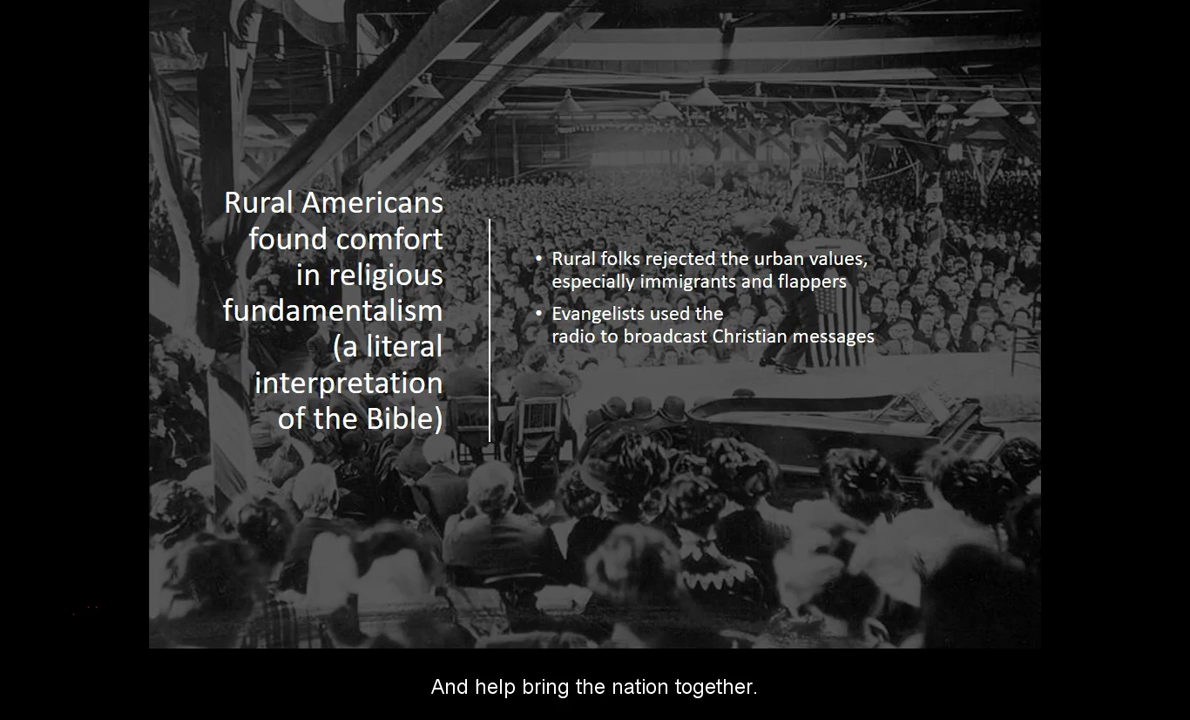 Rural Americans
found comfort
in religious
fundamentalism
(a literal
interpretation
of the Bible)
• Rural folks rejected the urban values,
especially immigrants and flappers
• Evangelists used the
radio to broadcast Christian messages
And help bring the nation together.